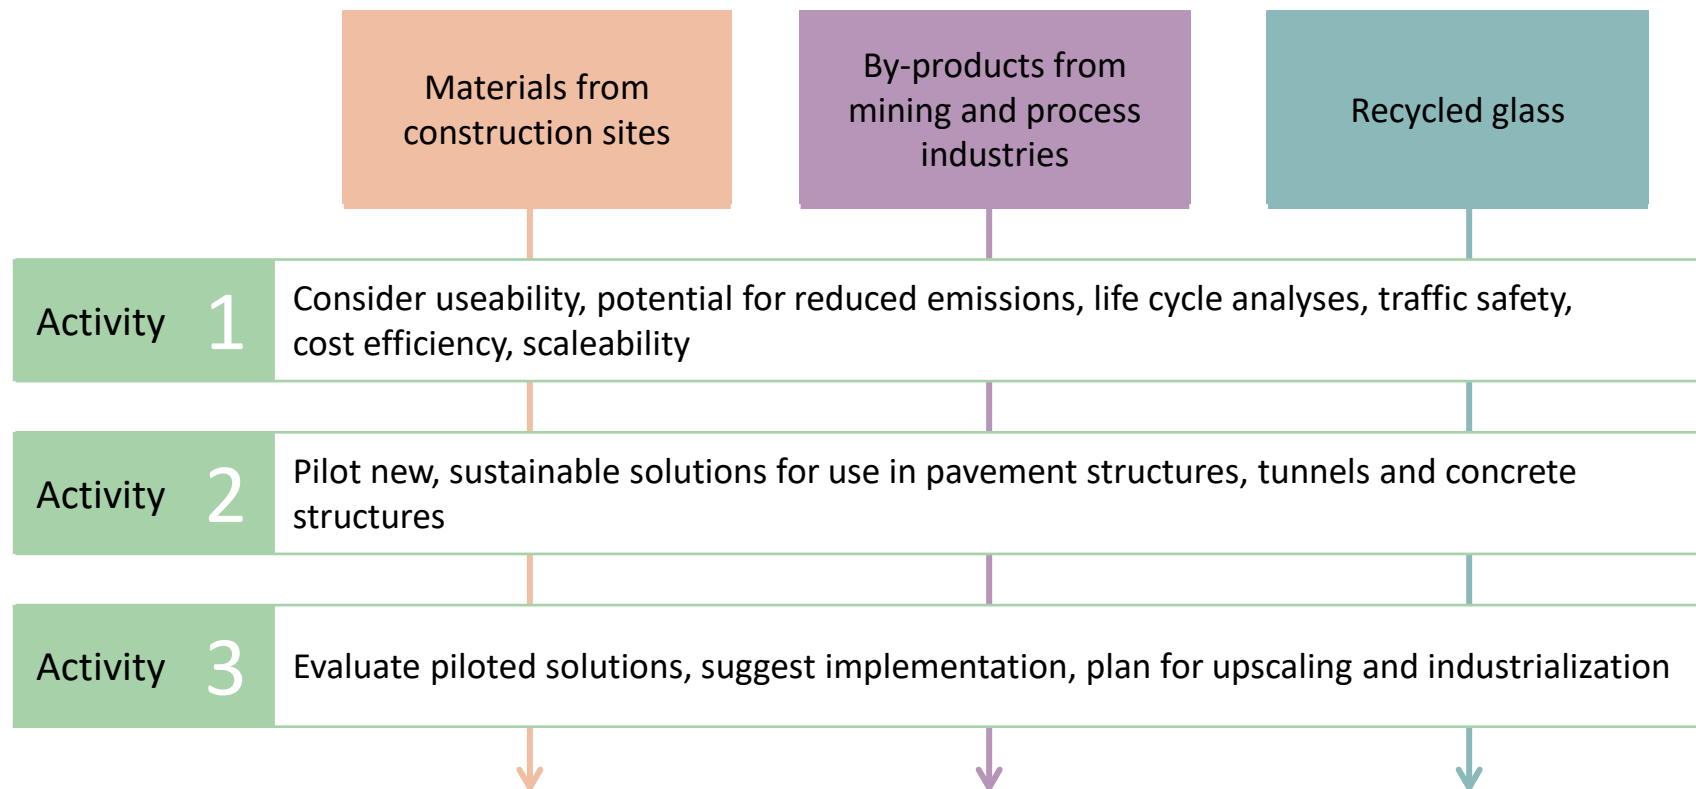 Materials from
construction sites
By-products from
mining and process
industries
Recycled glass
Activity 1
Consider useability, potential for reduced emissions, life cycle analyses, traffic safety,
cost efficiency, scaleability
Activity 2
Pilot new, sustainable solutions for use in pavement structures, tunnels and concrete
structures
Activity 3
Evaluate piloted solutions, suggest implementation, plan for upscaling and industrialization